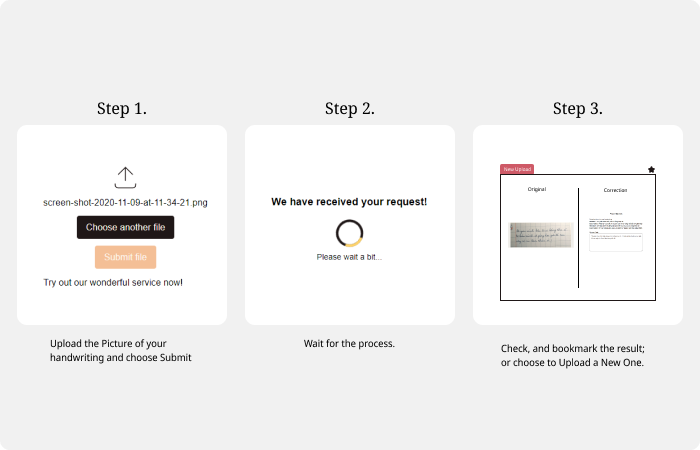 Step 1.
screen-shot-2020-11-09-at-11-34-21.png
Choose another file
Submit file
Try out our wonderful service now!
Upload the Picture of your
handwriting and choose Submit
Step 2.
We have received your request!
Please wait a bit...
Wait for the process.
Step 3.
New Upload
Original
Correction
Check, and bookmark the result;
or choose to Upload a New One.